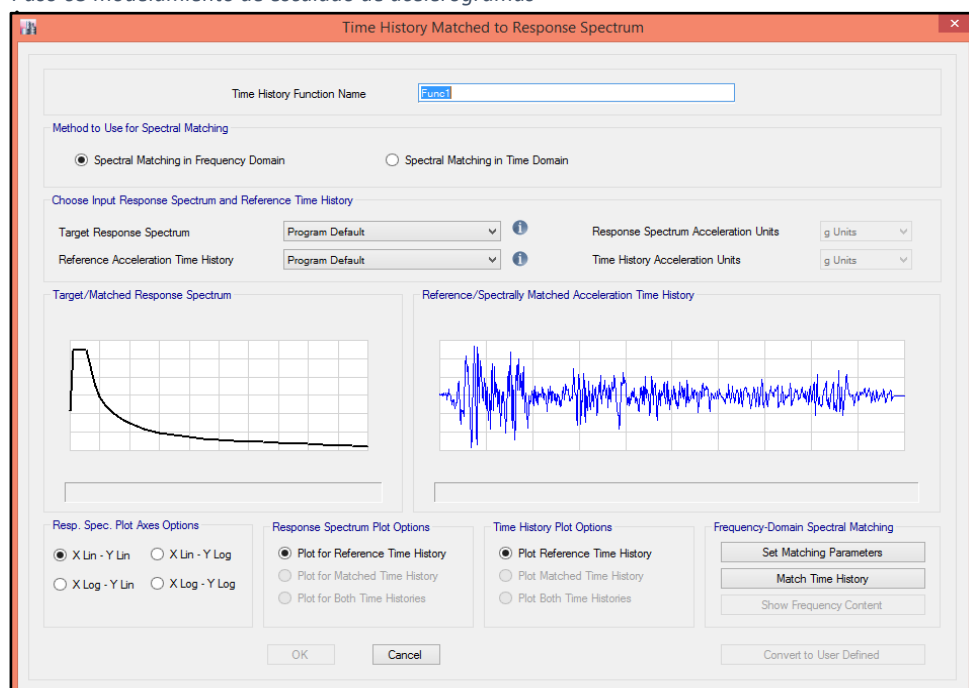 Time History Matched to Response Spectrum
Time History Function Name Func1
Method to Use for Spectral Matching
Spectral Matching in Frequency Domain Spectral Matching in Time Domain
Choose Input Response Spectrum and Reference Time History
Target Response Spectrum Program Default Response Spectrum Acceleration Units g Units
Reference Acceleration Time History Program Default Time History Acceleration Units g Units
Target/Matched Response Spectrum Reference/Spectrally Matched Acceleration Time History
Resp. Spec. Plot Axes Options
X Lin - Y Lin X Lin - Y Log
X Log - Y Lin X Log - Y Log
Response Spectrum Plot Options
Plot for Reference Time History
Plot for Matched Time History
Plot for Both Time Histories
Time History Plot Options
Plot Reference Time History
Plot Matched Time History
Plot Both Time Histories
Frequency-Domain Spectral Matching
Set Matching Parameters
Match Time History
Show Frequency Content
OK Cancel Convert to User Defined